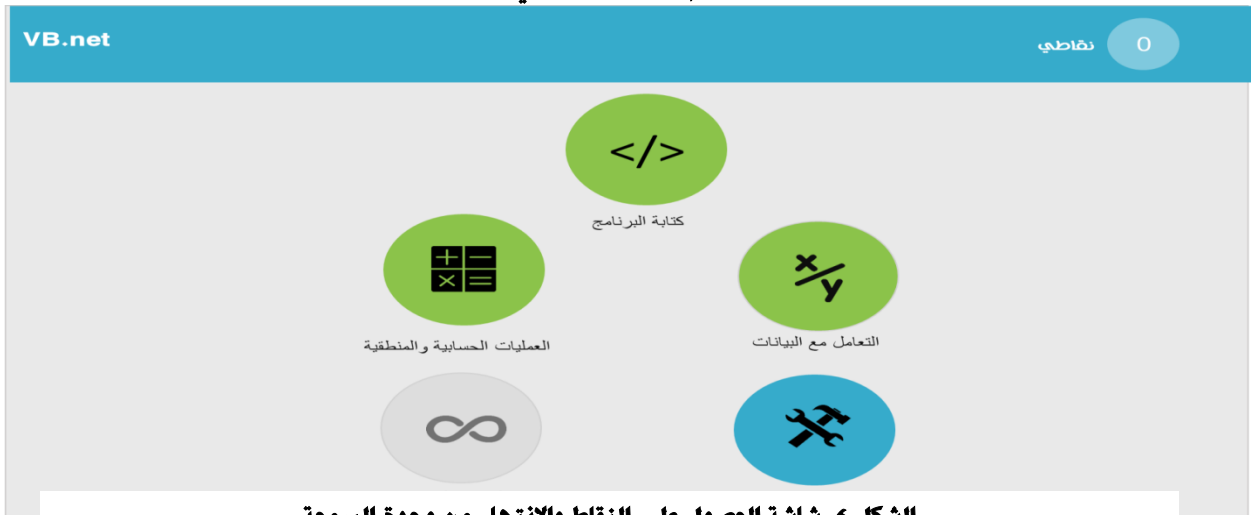 VB.net
نقاطي 0
</>
كتابة البرنامج
التعامل مع البيانات
العمليات الحسابية والمنطقية